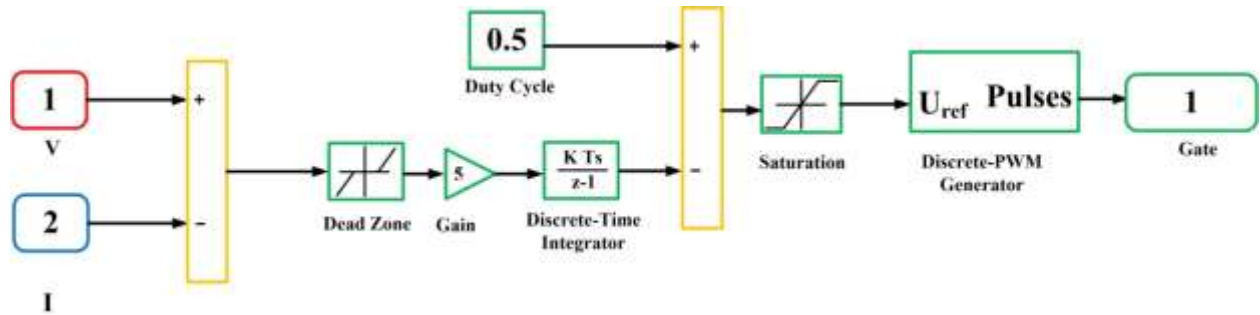 0.5
Duty Cycle
+
1
V
+
Saturation
U_ref Pulses
Discrete-PWM
Generator
1
Gate
2
I
−
Dead Zone
5
Gain
K Ts
z-1
Discrete-Time
Integrator
−